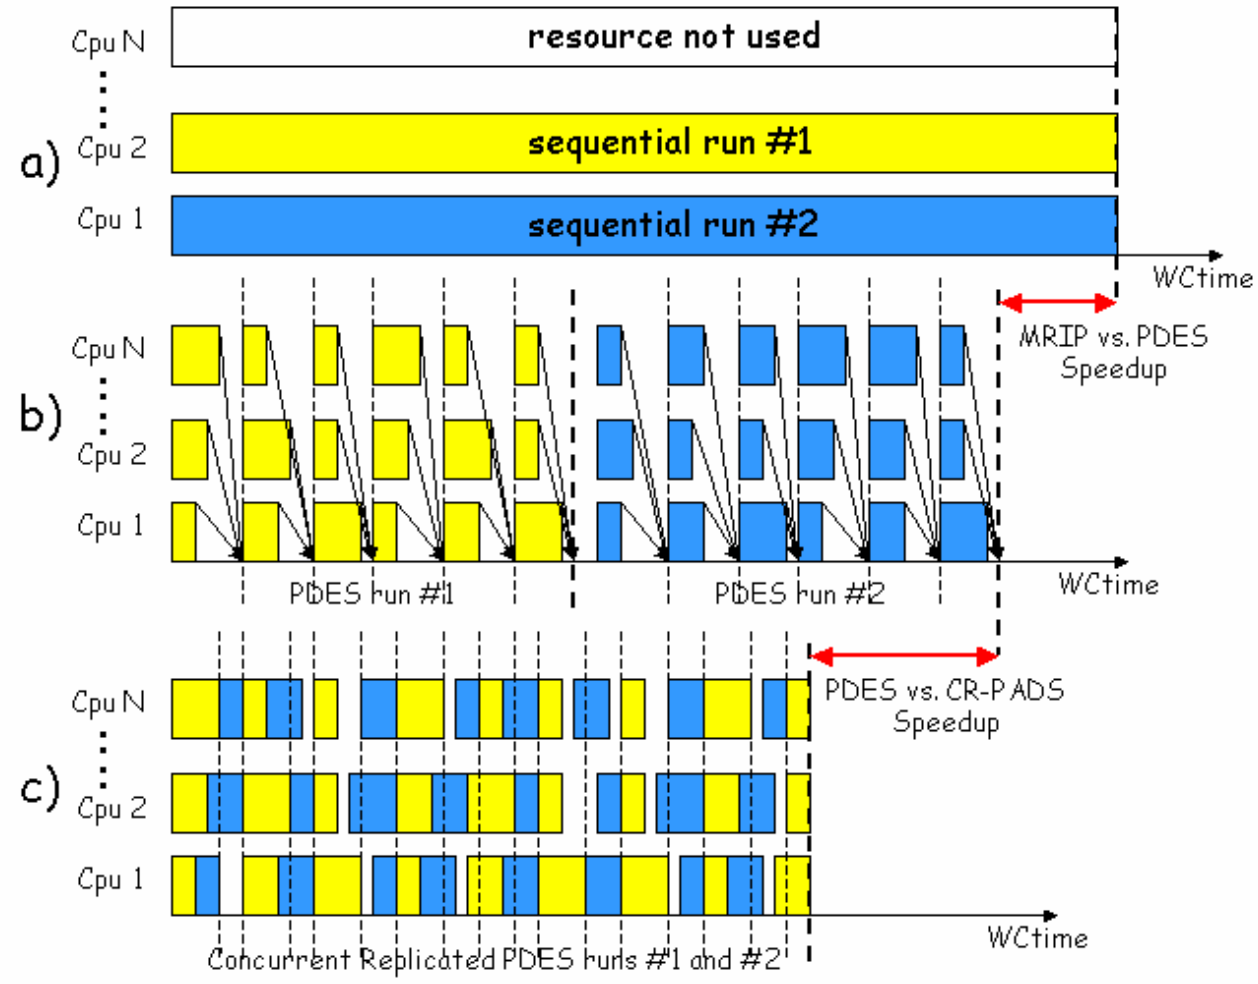 Cpu N
resource not used
a)
Cpu 2
sequential run #1
Cpu 1
sequential run #2
WCtime
MRIP vs. PDES
Speedup
Cpu N
b)
Cpu 2
Cpu 1
PDES run #1
PDES run #2
WCtime
PDES vs. CR-PADS
Speedup
Cpu N
c)
Cpu 2
Cpu 1
WCtime
Concurrent Replicated PDES runs #1 and #2